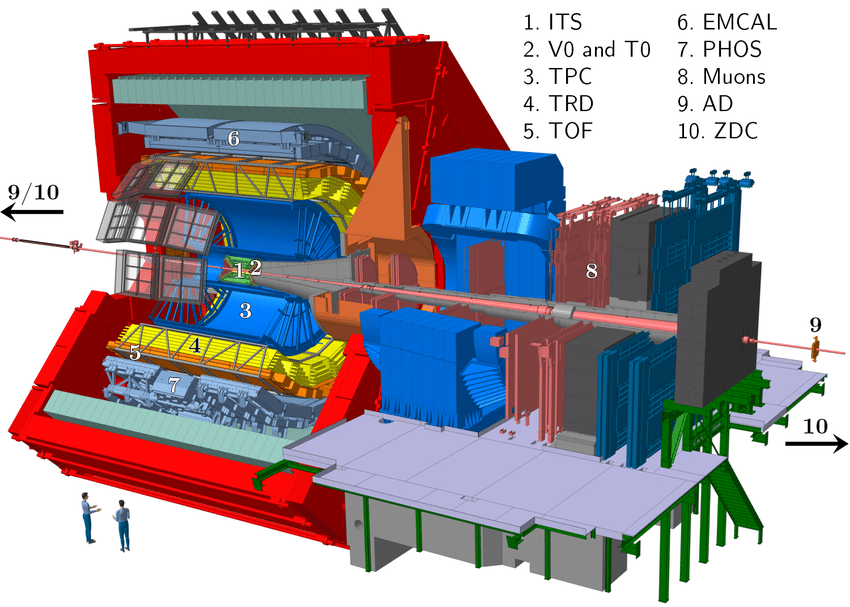 1. ITS
2. V0 and T0
3. TPC
4. TRD
5. TOF
6. EMCAL
7. PHOS
8. Muons
9. AD
10. ZDC
6
9/10
1
2
8
3
9
4
5
7
10